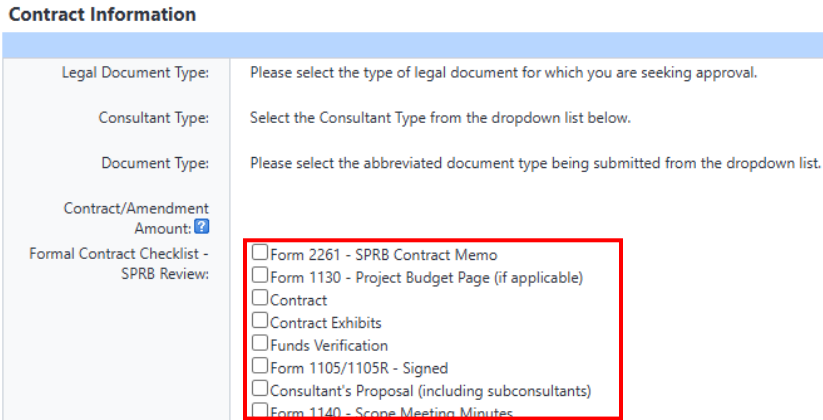 Contract Information
Legal Document Type: Please select the type of legal document for which you are seeking approval.
Consultant Type: Select the Consultant Type from the dropdown list below.
Document Type: Please select the abbreviated document type being submitted from the dropdown list.
Contract/Amendment
Amount: ?
Formal Contract Checklist -
SPRB Review:
Form 2261 - SPRB Contract Memo
Form 1130 - Project Budget Page (if applicable)
Contract
Contract Exhibits
Funds Verification
Form 1105/1105R - Signed
Consultant's Proposal (including subconsultants)
Form 1140 - Scope Meeting Minutes